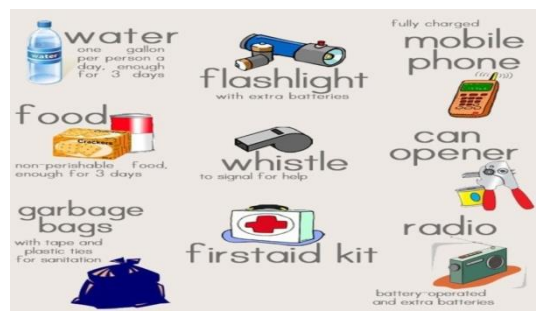 water
one gallon
per person a
day, enough
for 3 days
water
flashlight
with extra batteries
fully charged
mobile
phone
food
Crackers
non-perishable food,
enough for 3 days
whistle
to signal for help
can
opener
garbage
bags
with tape and
plastic ties
for sanitation
firstaid kit
radio
battery-operated
and extra batteries